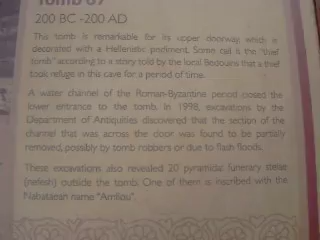 Tomb 67
200 BC -200 AD
This tomb is remarkable for its upper doorway which is
decorated with a Hellenistic pediment. Some call is the "thief
tomb" according to a story told by the local Bedouins that a thief
took refuge in this cave for a period of time.
A water channel of the Roman-Byzantine period closed the
lower entrance to the tomb. In 1998, excavations by the
Department of Antiquities discovered that the section of the
channel that was across the door was found to be partially
removed, possibly by tomb robbers or due to flash floods.
These excavations also revealed 20 pyramidal funerary stelae
(nefesh) outside the tomb. One of them is inscribed with the
Nabataean name